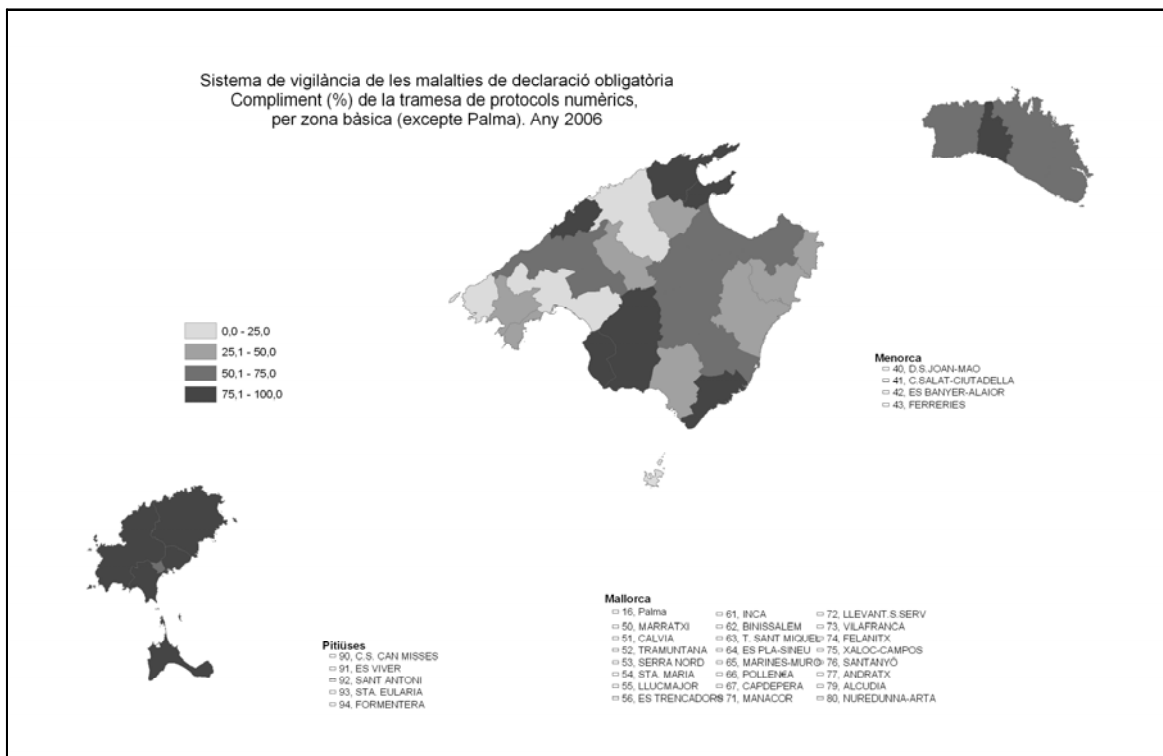 Sistema de vigilància de les malalties de declaració obligatòria
Compliment (%) de la tramesa de protocols numèrics,
per zona bàsica (excepte Palma). Any 2006
0,0 - 25,0
25,1 - 50,0
50,1 - 75,0
75,1 - 100,0
Menorca
40, D.S.JOAN-MAO
41, C.SALAT-CIUTADELLA
42, ES BANYER-ALAIOR
43, FERRERIES
Pitiüses
90, C.S. CAN MISSES
91, ES VIVER
92, SANT ANTONI
93, STA. EULARIA
94, FORMENTERA
Mallorca
16, Palma
50, MARRATXI
51, CALVIA
52, TRAMUNTANA
53, SERRA NORD
54, STA. MARIA
55, LLUCMAJOR
56, ES TRENCADORS
61, INCA
62, BINISSALEM
63, T. SANT MIQUEL
64, ES PLA-SINEU
65, MARINES-MURO
66, POLLENÇA
67, CAPDEPERA
71, MANACOR
72, LLEVANT.S.SERV
73, VILAFRANCA
74, FELANITX
75, XALOC-CAMPOS
76, SANTANYÓ
77, ANDRATX
79, ALCUDIA
80, NUREDUNNA-ARTA